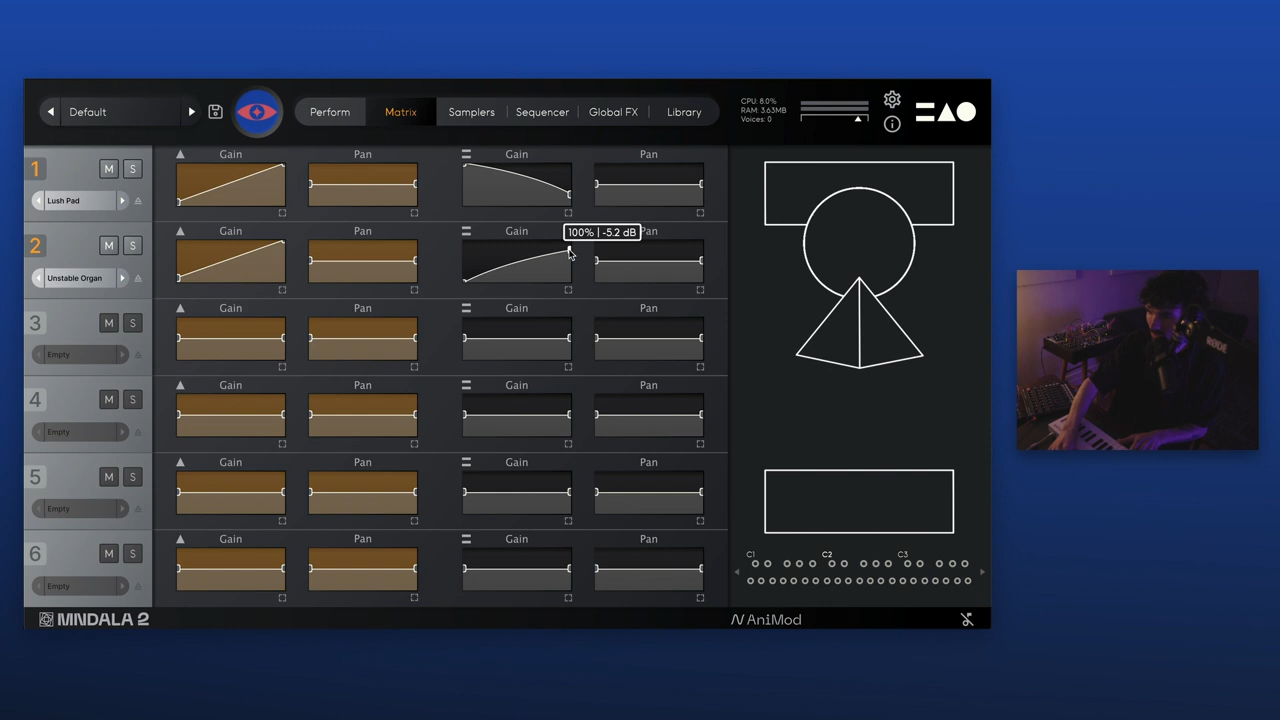 Default
Perform
Matrix
Samplers
Sequencer
Global FX
Library
CPU: 8.0%
RAM: 3.63MB
Voices: 0
1
M
S
Lush Pad
Gain
Pan
Gain
Pan
2
M
S
Unstable Organ
Gain
Pan
Gain
Pan
100% | -5.2 dB
3
M
S
Empty
Gain
Pan
Gain
Pan
4
M
S
Empty
Gain
Pan
Gain
Pan
5
M
S
Empty
Gain
Pan
Gain
Pan
6
M
S
Empty
Gain
Pan
Gain
Pan
C1
C2
C3
MNDALA 2
AniMod
RØDE